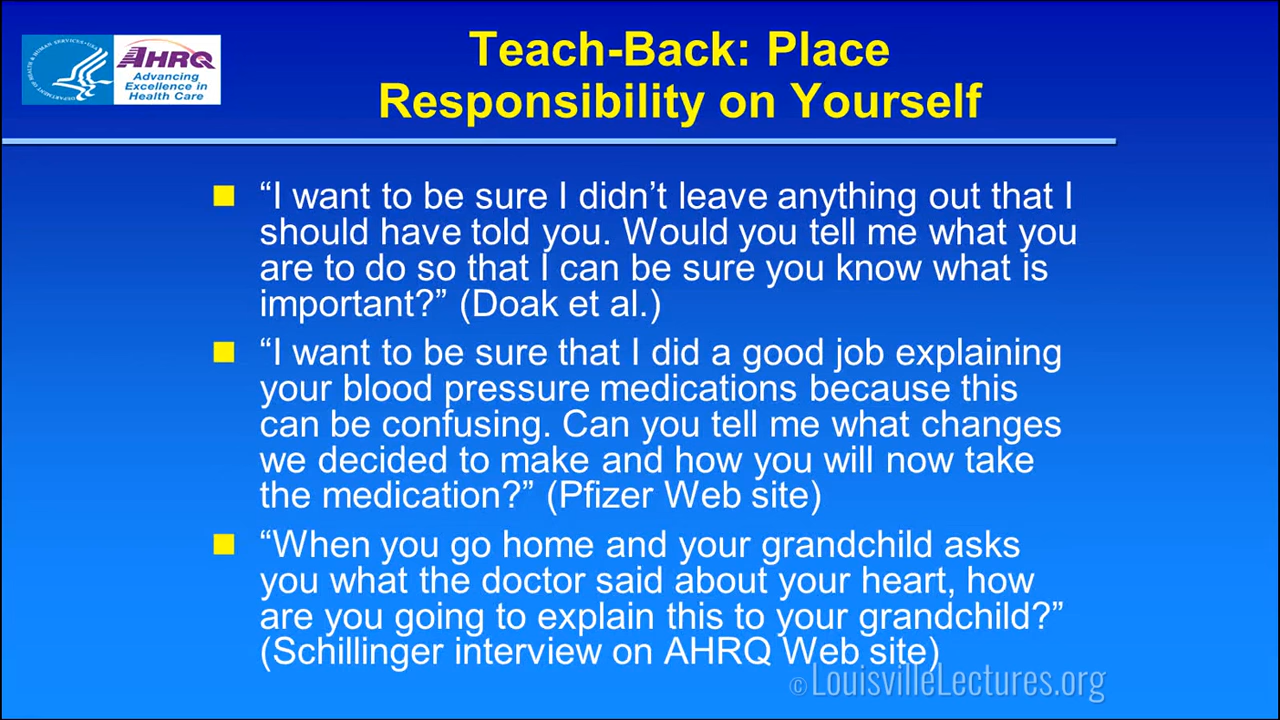 DEPARTMENT OF HEALTH & HUMAN SERVICES • USA
AHRQ
Advancing
Excellence in
Health Care
Teach-Back: Place
Responsibility on Yourself
“I want to be sure I didn’t leave anything out that I
should have told you. Would you tell me what you
are to do so that I can be sure you know what is
important?” (Doak et al.)
“I want to be sure that I did a good job explaining
your blood pressure medications because this
can be confusing. Can you tell me what changes
we decided to make and how you will now take
the medication?” (Pfizer Web site)
“When you go home and your grandchild asks
you what the doctor said about your heart, how
are you going to explain this to your grandchild?”
(Schillinger interview on AHRQ Web site)
© LouisvilleLectures.org